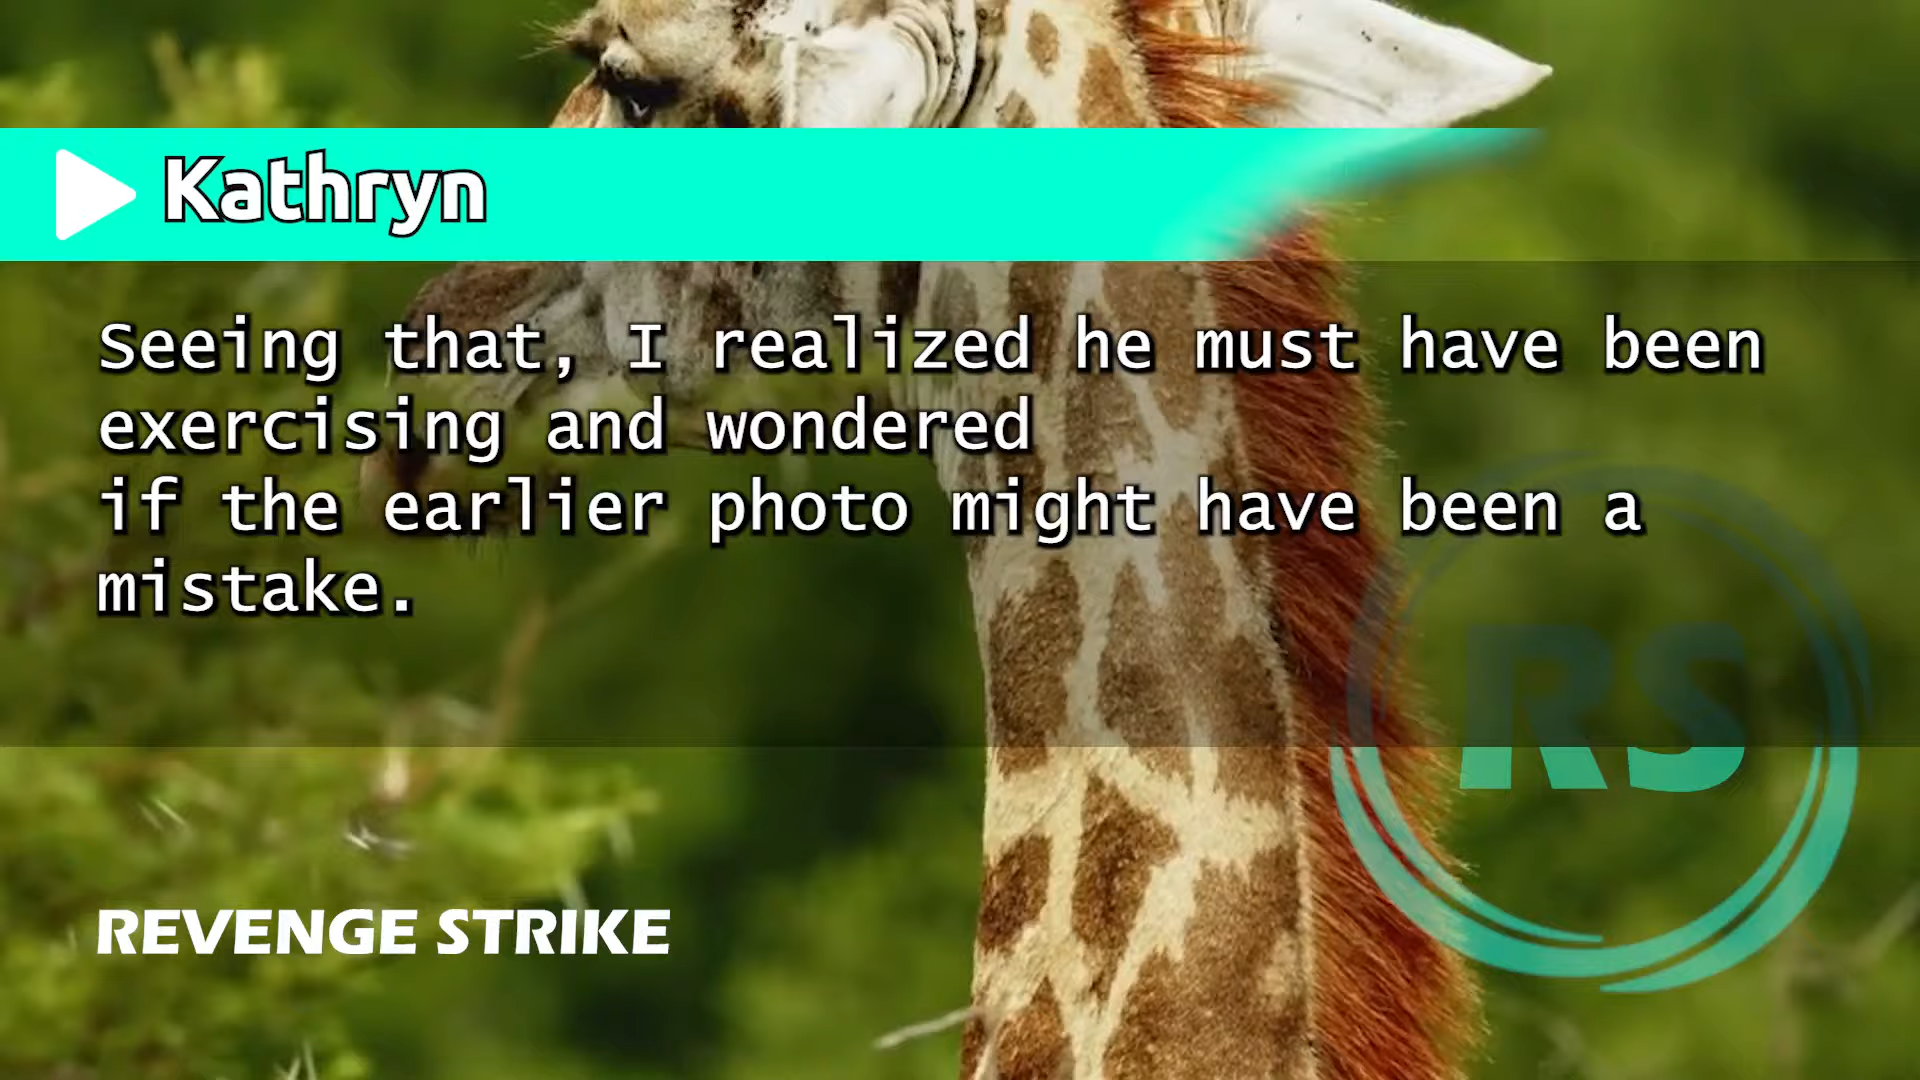 Kathryn
Seeing that, I realized he must have been
exercising and wondered
if the earlier photo might have been a
mistake.
RS
REVENGE STRIKE